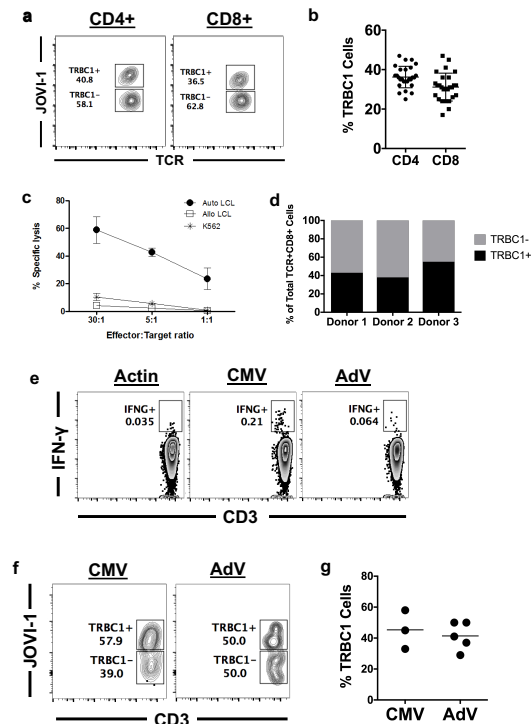 a
CD4+
CD8+
JOVI-1
TRBC1+
40.8
TRBC1-
58.1
TRBC1+
36.5
TRBC1-
62.8
TCR
b
% TRBC1 Cells
60
40
20
0
CD4
CD8
c
% Specific lysis
80
60
40
20
0
Auto LCL
Allo LCL
K562
30:1
5:1
1:1
Effector:Target ratio
d
% of Total TCR+CD8+ Cells
100
80
60
40
20
0
TRBC1-
TRBC1+
Donor 1
Donor 2
Donor 3
e
Actin
CMV
AdV
IFN-γ
IFNG+
0.035
IFNG+
0.21
IFNG+
0.064
CD3
f
CMV
AdV
JOVI-1
TRBC1+
57.9
TRBC1-
39.0
TRBC1+
50.0
TRBC1-
50.0
CD3
g
% TRBC1 Cells
80
60
40
20
0
CMV
AdV